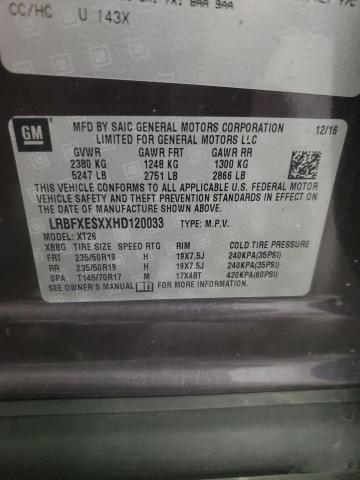 7X1 8AA 9AA
CC/HC U 143X
GM
MFD BY SAIC GENERAL MOTORS CORPORATION
LIMITED FOR GENERAL MOTORS LLC
12/16
GVWR GAWR FRT GAWR RR
2380 KG 1248 KG 1300 KG
5247 LB 2751 LB 2866 LB
THIS VEHICLE CONFORMS TO ALL APPLICABLE U.S. FEDERAL MOTOR
VEHICLE SAFETY, BUMPER, AND THEFT PREVENTION STANDARDS IN EFFECT
ON THE DATE OF MANUFACTURE SHOWN ABOVE.
LRBFXESXXHD120033 TYPE: M.P.V.
MODEL: XT26
XBBG TIRE SIZE SPEED RTG RIM COLD TIRE PRESSURE
FRT 235/50R19 H 19X7.5J 240KPA(35PSI)
RR 235/50R19 H 19X7.5J 240KPA(35PSI)
SPA T145/70R17 M 17X4BT 420KPA(60PSI)
SEE OWNER'S MANUAL FOR ADDITIONAL INFORMATION.